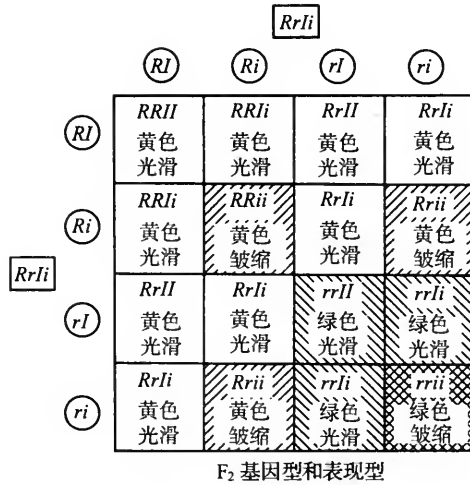 RrIi
RI Ri rI ri
RI RRII RRIi RrII RrIi
黄色 黄色 黄色 黄色
光滑 光滑 光滑 光滑
Ri RRIi RRii RrIi Rrii
黄色 黄色 黄色 黄色
光滑 皱缩 光滑 皱缩
RrIi
rI RrII RrIi rrII rrIi
黄色 黄色 绿色 绿色
光滑 光滑 光滑 光滑
ri RrIi Rrii rrIi rrii
黄色 黄色 绿色 绿色
光滑 皱缩 光滑 皱缩
F₂ 基因型和表现型